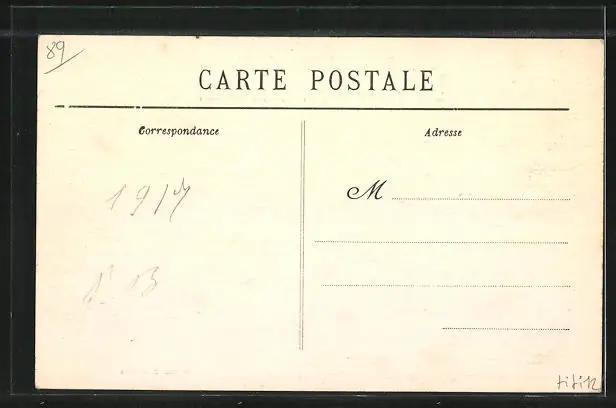 89
CARTE POSTALE
Correspondance
Adresse
M
1917
B